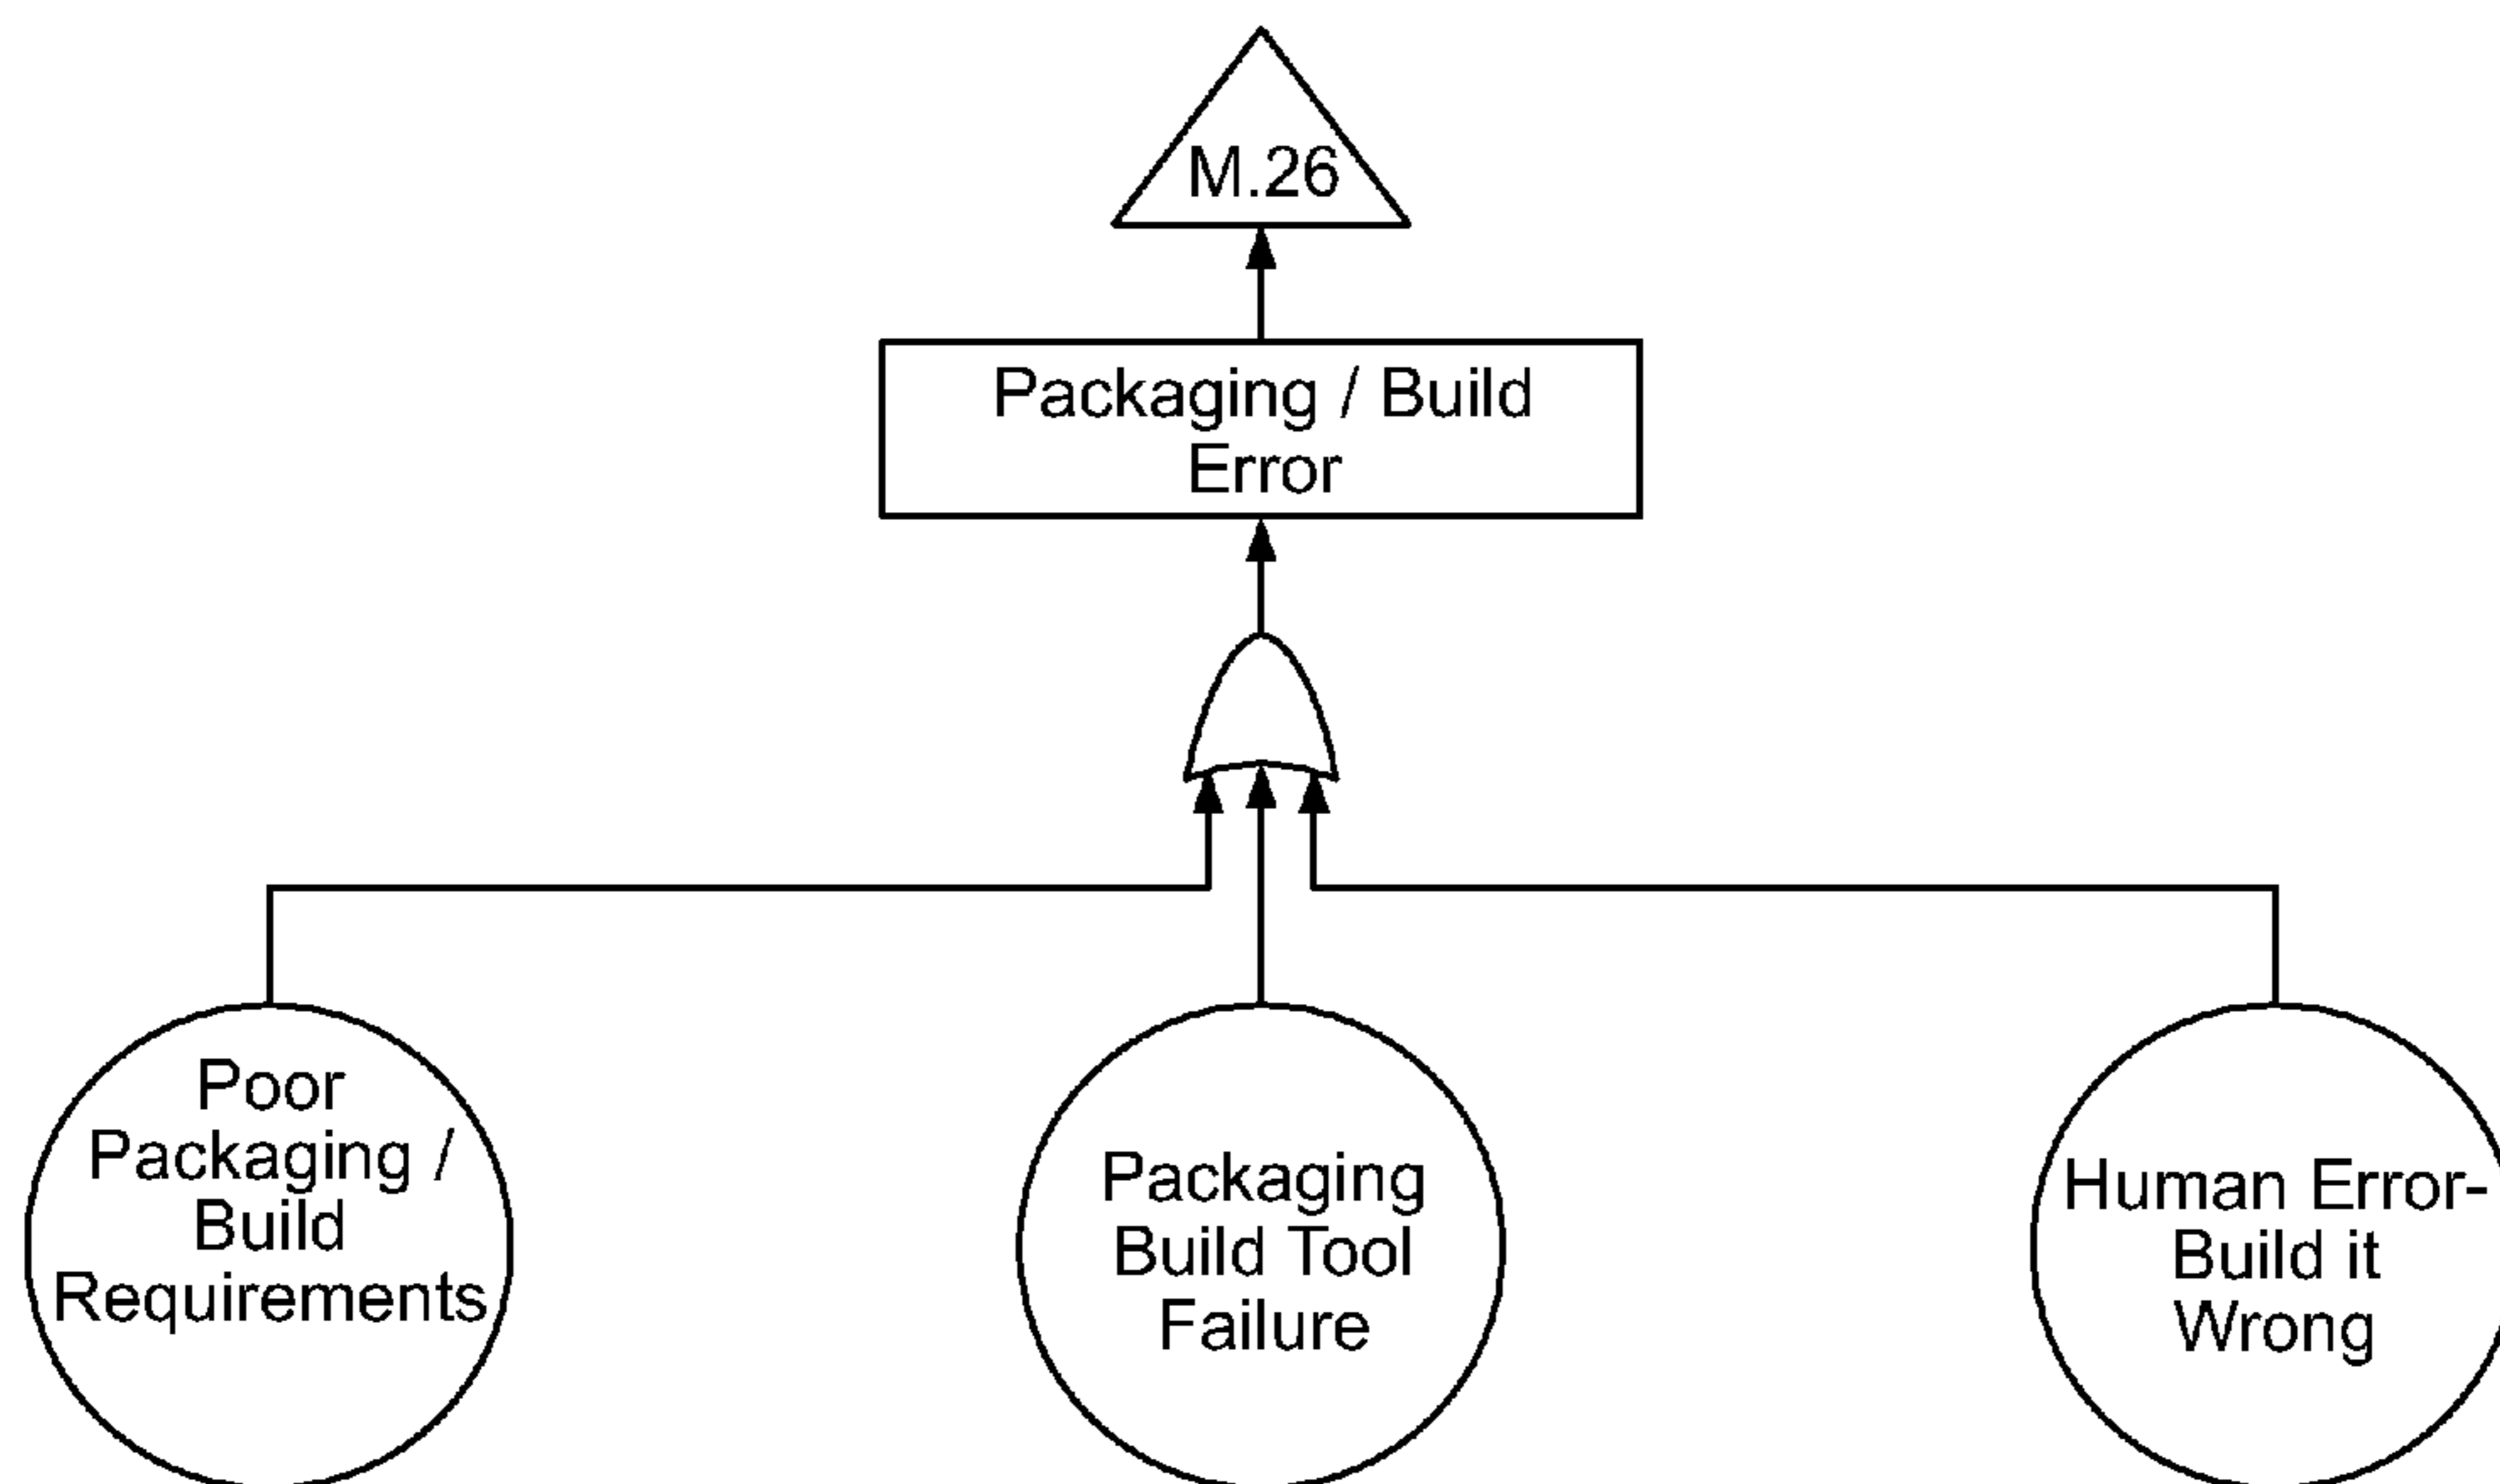 M.26
Packaging / Build
Error
Poor
Packaging /
Build
Requirements
Packaging
Build Tool
Failure
Human Error-
Build it
Wrong